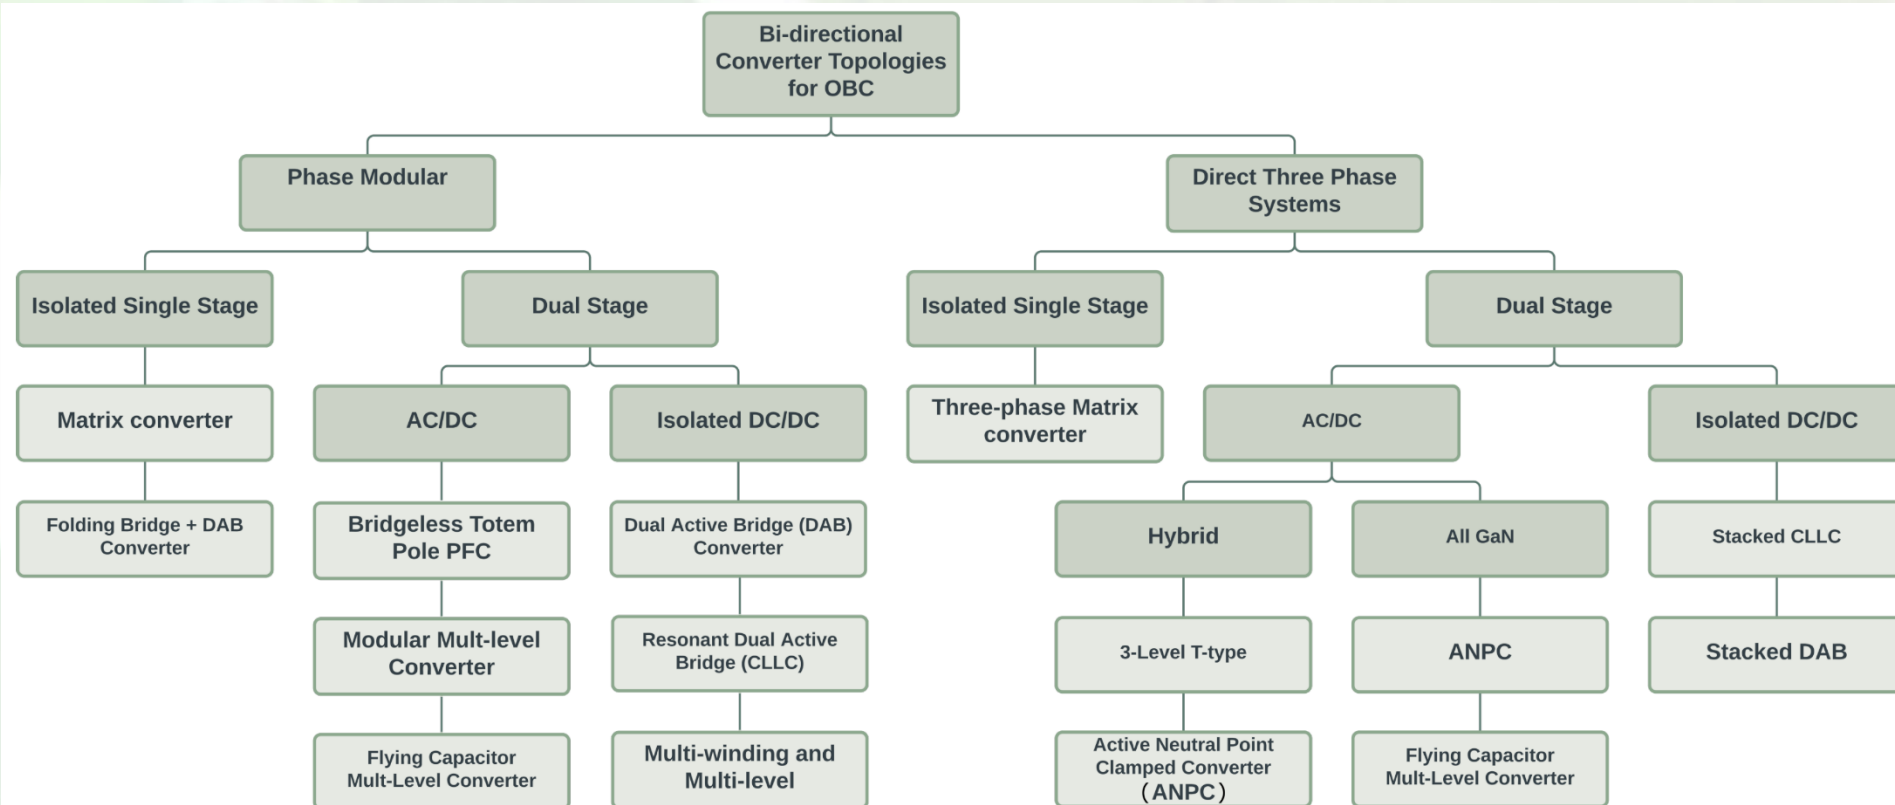 Bi-directional
Converter Topologies
for OBC
Phase Modular
Direct Three Phase
Systems
Isolated Single Stage
Dual Stage
Isolated Single Stage
Dual Stage
Matrix converter
AC/DC
Isolated DC/DC
Three-phase Matrix
converter
AC/DC
Isolated DC/DC
Folding Bridge + DAB
Converter
Bridgeless Totem
Pole PFC
Dual Active Bridge (DAB)
Converter
Hybrid
All GaN
Stacked CLLC
Modular Mult-level
Converter
Resonant Dual Active
Bridge (CLLC)
3-Level T-type
ANPC
Stacked DAB
Flying Capacitor
Mult-Level Converter
Multi-winding and
Multi-level
Active Neutral Point
Clamped Converter
（ANPC）
Flying Capacitor
Mult-Level Converter